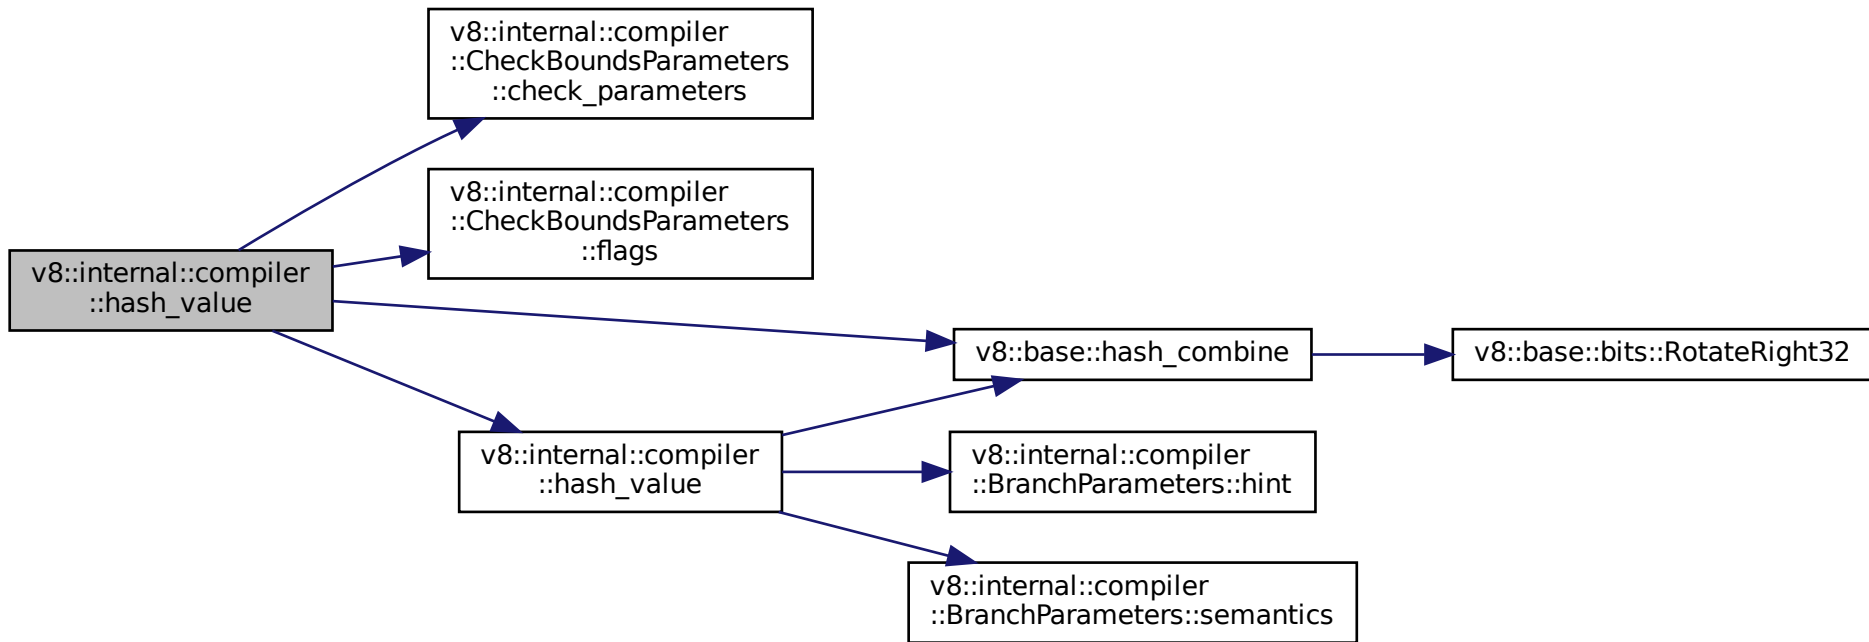 v8::internal::compiler
::CheckBoundsParameters
::check_parameters
v8::internal::compiler
::CheckBoundsParameters
::flags
v8::internal::compiler
::hash_value
v8::base::hash_combine
v8::base::bits::RotateRight32
v8::internal::compiler
::hash_value
v8::internal::compiler
::BranchParameters::hint
v8::internal::compiler
::BranchParameters::semantics